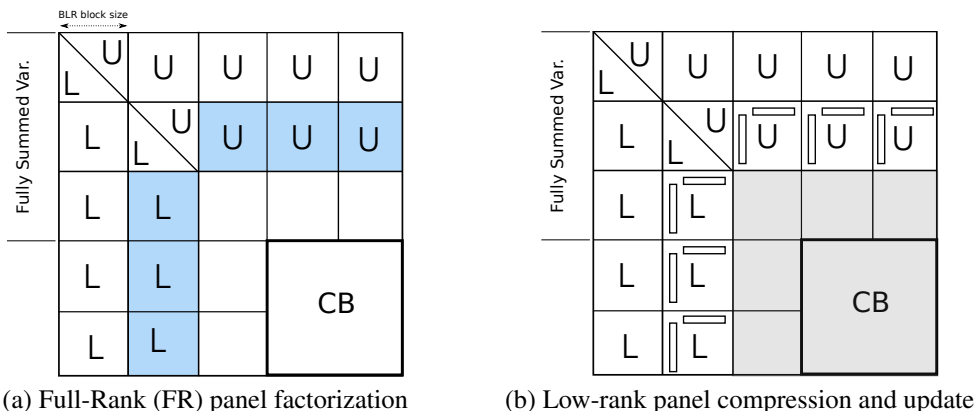 BLR block size
Fully Summed Var.
U U U U U
L
L U U U U
L
L L
L L CB
L L
(a) Full-Rank (FR) panel factorization
Fully Summed Var.
U U U U U
L
L U U U U
L
L L
L L CB
L L
(b) Low-rank panel compression and update